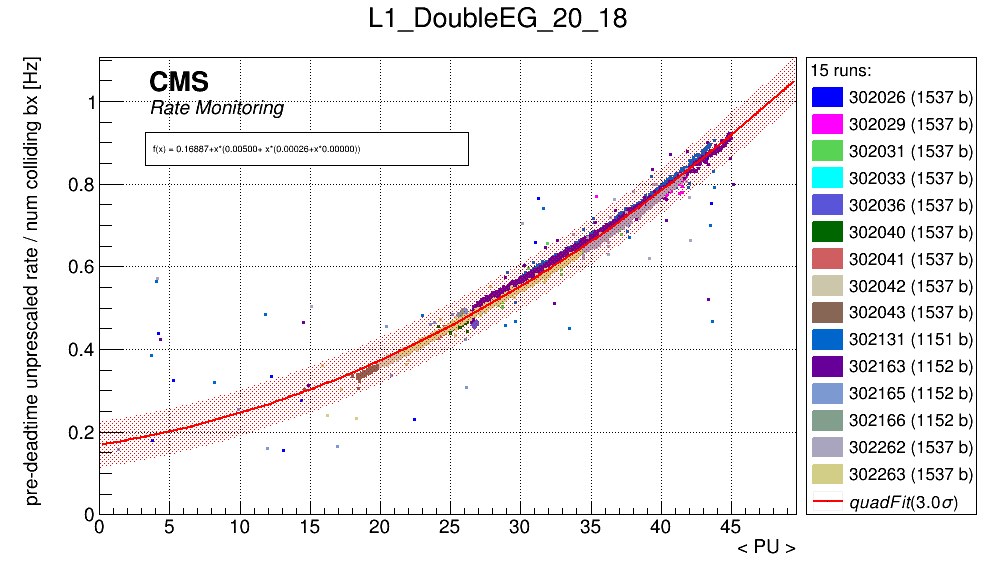 L1_DoubleEG_20_18
pre-deadtime unprescaled rate / num colliding bx [Hz]
CMS
Rate Monitoring
f(x) = 0.16887+x*(0.00500+ x*(0.00026+x*0.00000))
1
0.8
0.6
0.4
0.2
0
0 5 10 15 20 25 30 35 40 45
< PU >
15 runs:
302026 (1537 b)
302029 (1537 b)
302031 (1537 b)
302033 (1537 b)
302036 (1537 b)
302040 (1537 b)
302041 (1537 b)
302042 (1537 b)
302043 (1537 b)
302131 (1151 b)
302163 (1152 b)
302165 (1152 b)
302166 (1152 b)
302262 (1537 b)
302263 (1537 b)
quadFit(3.0σ)